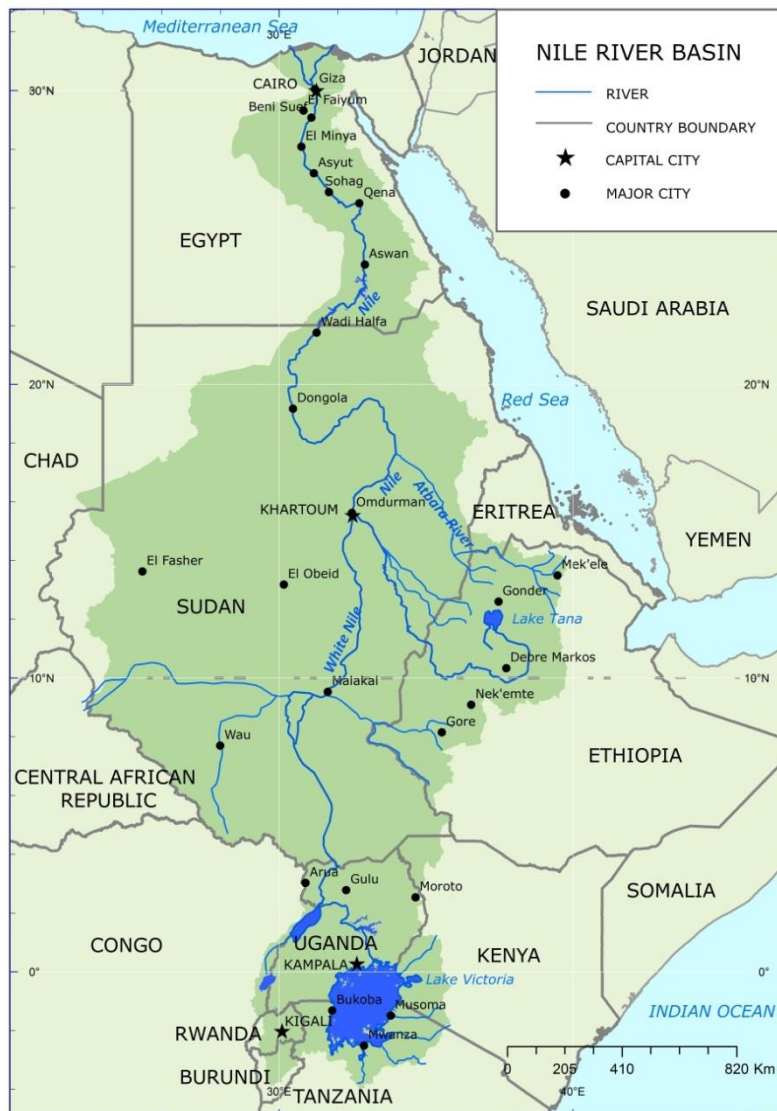 Mediterranean Sea
30°E
JORDAN
NILE RIVER BASIN
RIVER
COUNTRY BOUNDARY
CAPITAL CITY
MAJOR CITY
CAIRO
Giza
30°N
El Faiyum
Beni Suef
El Minya
Asyut
Sohag
Qena
EGYPT
Aswan
Nile
SAUDI ARABIA
Wadi Halfa
20°N
20°N
Red Sea
Dongola
CHAD
Nile
Atbara River
Omdurman
KHARTOUM
ERITREA
YEMEN
El Fasher
El Obeid
Mek'ele
SUDAN
Gonder
Lake Tana
White Nile
Debre Markos
Malakal
10°N
10°N
Nek'emte
Gore
Wau
ETHIOPIA
CENTRAL AFRICAN
REPUBLIC
Arua
Gulu
Moroto
SOMALIA
CONGO
UGANDA
KENYA
KAMPALA
0°
0°
Lake Victoria
Bukoba
Musoma
INDIAN OCEAN
RWANDA
KIGALI
Mwanza
BURUNDI
30°E
TANZANIA
40°E
0 205 410 820 Km